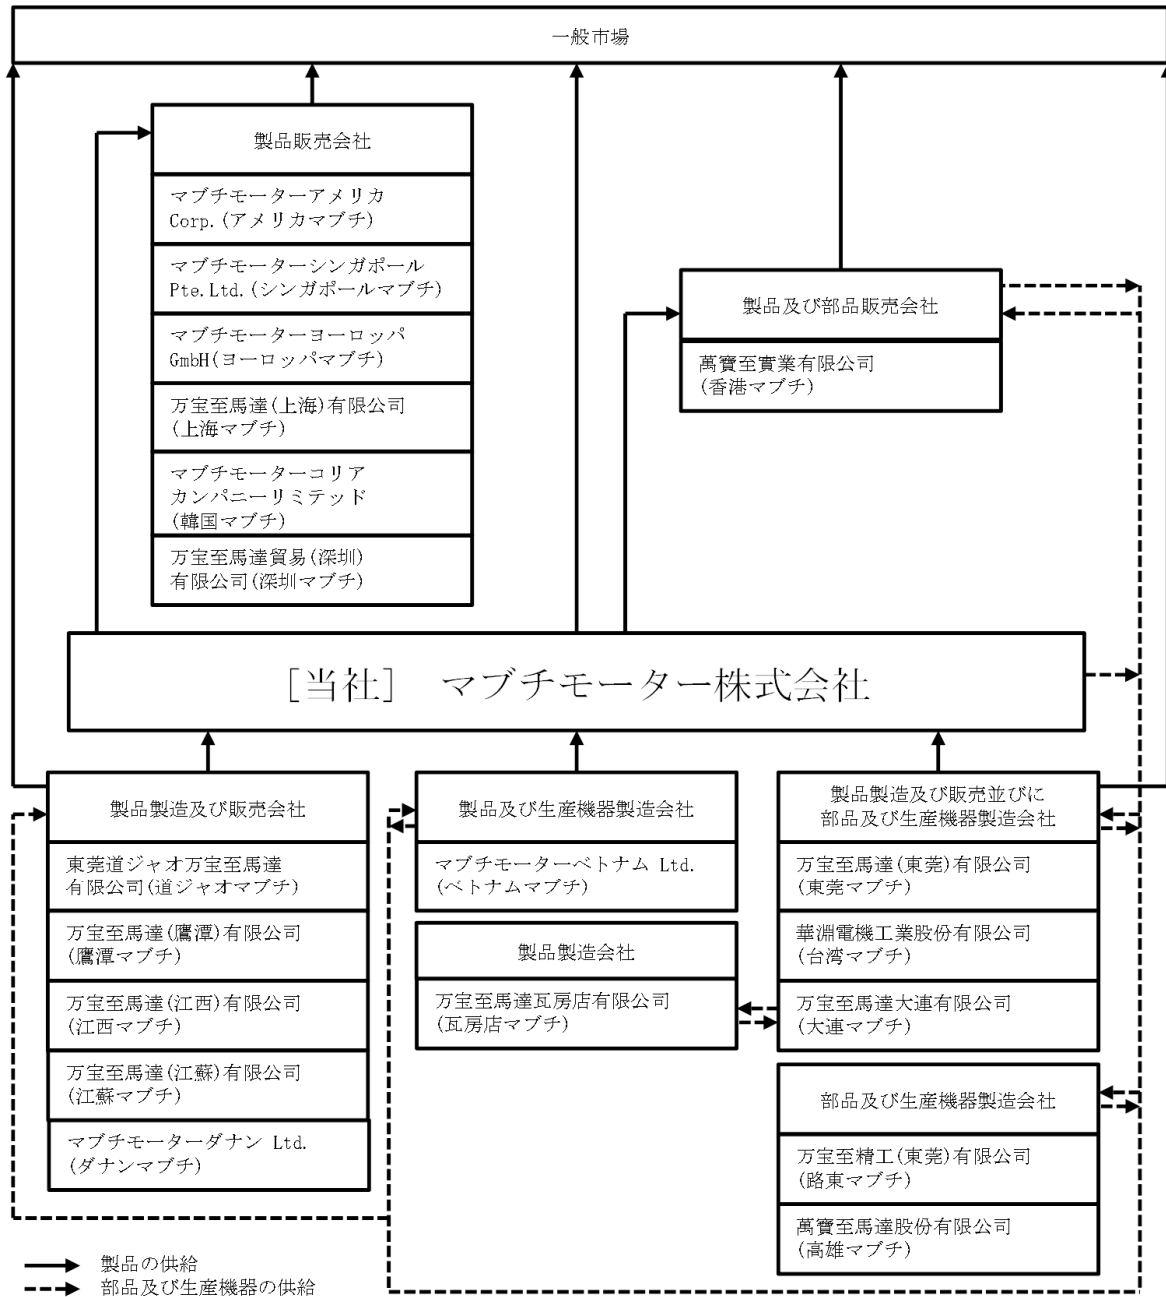 一般市場
製品販売会社
マブチモーターアメリカ
Corp.(アメリカマブチ)
マブチモーターシンガポール
Pte.Ltd.(シンガポールマブチ)
マブチモーターヨーロッパ
GmbH(ヨーロッパマブチ)
万宝至馬達(上海)有限公司
(上海マブチ)
マブチモーターコリア
カンパニーリミテッド
(韓国マブチ)
万宝至馬達貿易(深圳)
有限公司(深圳マブチ)
製品及び部品販売会社
萬寶至實業有限公司
(香港マブチ)
[当社] マブチモーター株式会社
製品製造及び販売会社
東莞道ジャオ万宝至馬達
有限公司(道ジャオマブチ)
万宝至馬達(鷹潭)有限公司
(鷹潭マブチ)
万宝至馬達(江西)有限公司
(江西マブチ)
万宝至馬達(江蘇)有限公司
(江蘇マブチ)
マブチモーターダナン Ltd.
(ダナンマブチ)
製品及び生産機器製造会社
マブチモーターベトナム Ltd.
(ベトナムマブチ)
製品製造会社
万宝至馬達瓦房店有限公司
(瓦房店マブチ)
製品製造及び販売並びに
部品及び生産機器製造会社
万宝至馬達(東莞)有限公司
(東莞マブチ)
華淵電機工業股份有限公司
(台湾マブチ)
万宝至馬達大連有限公司
(大連マブチ)
部品及び生産機器製造会社
万宝至精工(東莞)有限公司
(路東マブチ)
萬寶至馬達股份有限公司
(高雄マブチ)
製品の供給
部品及び生産機器の供給